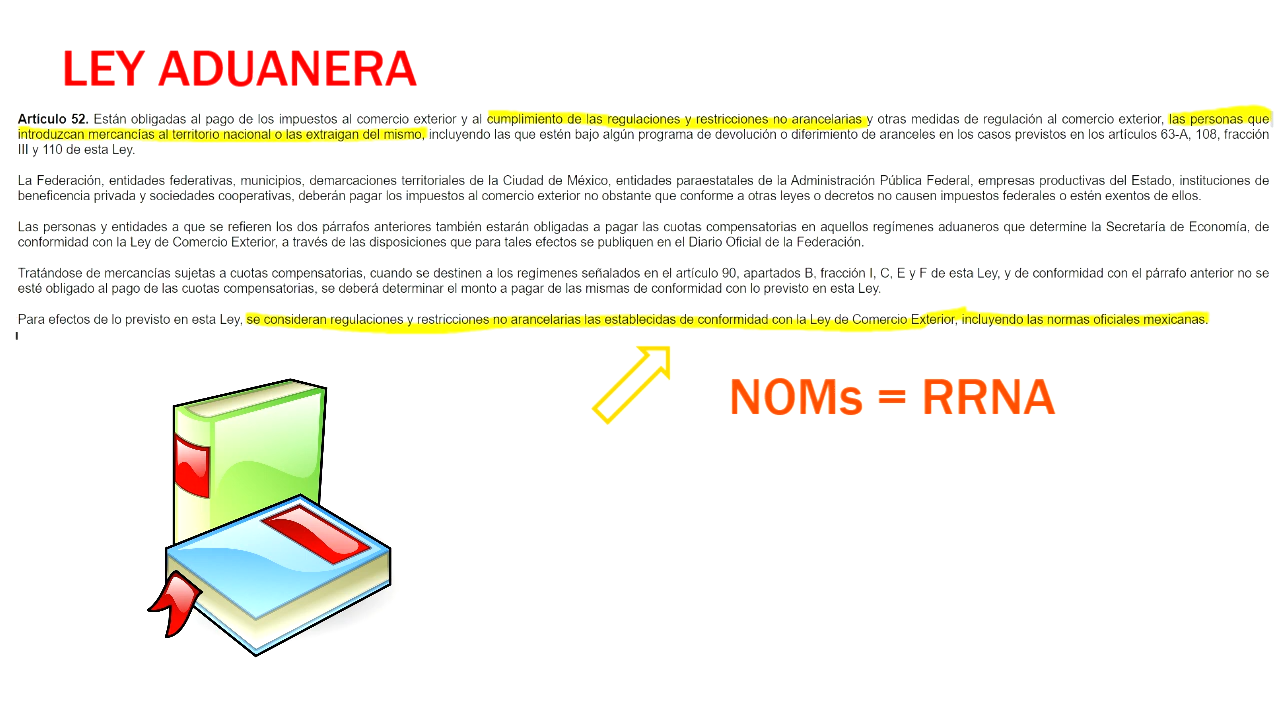 LEY ADUANERA
Artículo 52. Están obligadas al pago de los impuestos al comercio exterior y al cumplimiento de las regulaciones y restricciones no arancelarias y otras medidas de regulación al comercio exterior, las personas que
introduzcan mercancías al territorio nacional o las extraigan del mismo, incluyendo las que estén bajo algún programa de devolución o diferimiento de aranceles en los casos previstos en los artículos 63-A, 108, fracción
III y 110 de esta Ley.
La Federación, entidades federativas, municipios, demarcaciones territoriales de la Ciudad de México, entidades paraestatales de la Administración Pública Federal, empresas productivas del Estado, instituciones de
beneficencia privada y sociedades cooperativas, deberán pagar los impuestos al comercio exterior no obstante que conforme a otras leyes o decretos no causen impuestos federales o estén exentos de ellos.
Las personas y entidades a que se refieren los dos párrafos anteriores también estarán obligadas a pagar las cuotas compensatorias en aquellos regímenes aduaneros que determine la Secretaría de Economía, de
conformidad con la Ley de Comercio Exterior, a través de las disposiciones que para tales efectos se publiquen en el Diario Oficial de la Federación.
Tratándose de mercancías sujetas a cuotas compensatorias, cuando se destinen a los regímenes señalados en el artículo 90, apartados B, fracción I, C, E y F de esta Ley, y de conformidad con el párrafo anterior no se
esté obligado al pago de las cuotas compensatorias, se deberá determinar el monto a pagar de las mismas de conformidad con lo previsto en esta Ley.
Para efectos de lo previsto en esta Ley, se consideran regulaciones y restricciones no arancelarias las establecidas de conformidad con la Ley de Comercio Exterior, incluyendo las normas oficiales mexicanas.
NOMs = RRNA